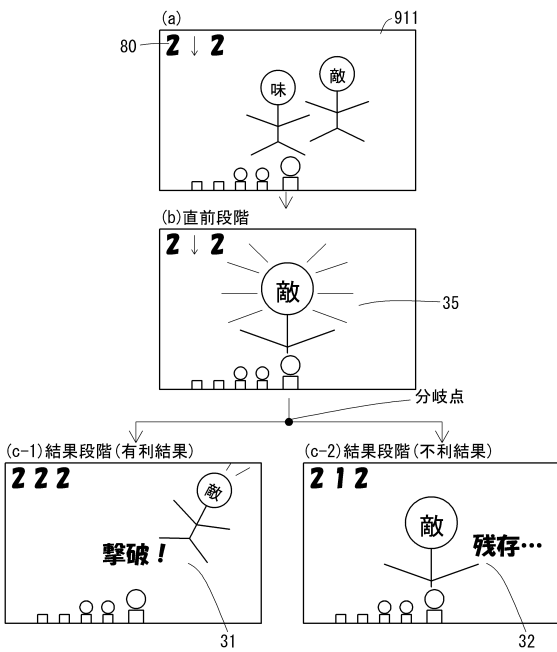 (a)
911
80
2 ↓ 2
味
敵
(b)直前段階
2 ↓ 2
敵
35
分岐点
(c-1)結果段階(有利結果)
2 2 2
敵
撃破!
31
(c-2)結果段階(不利結果)
2 1 2
敵
残存…
32